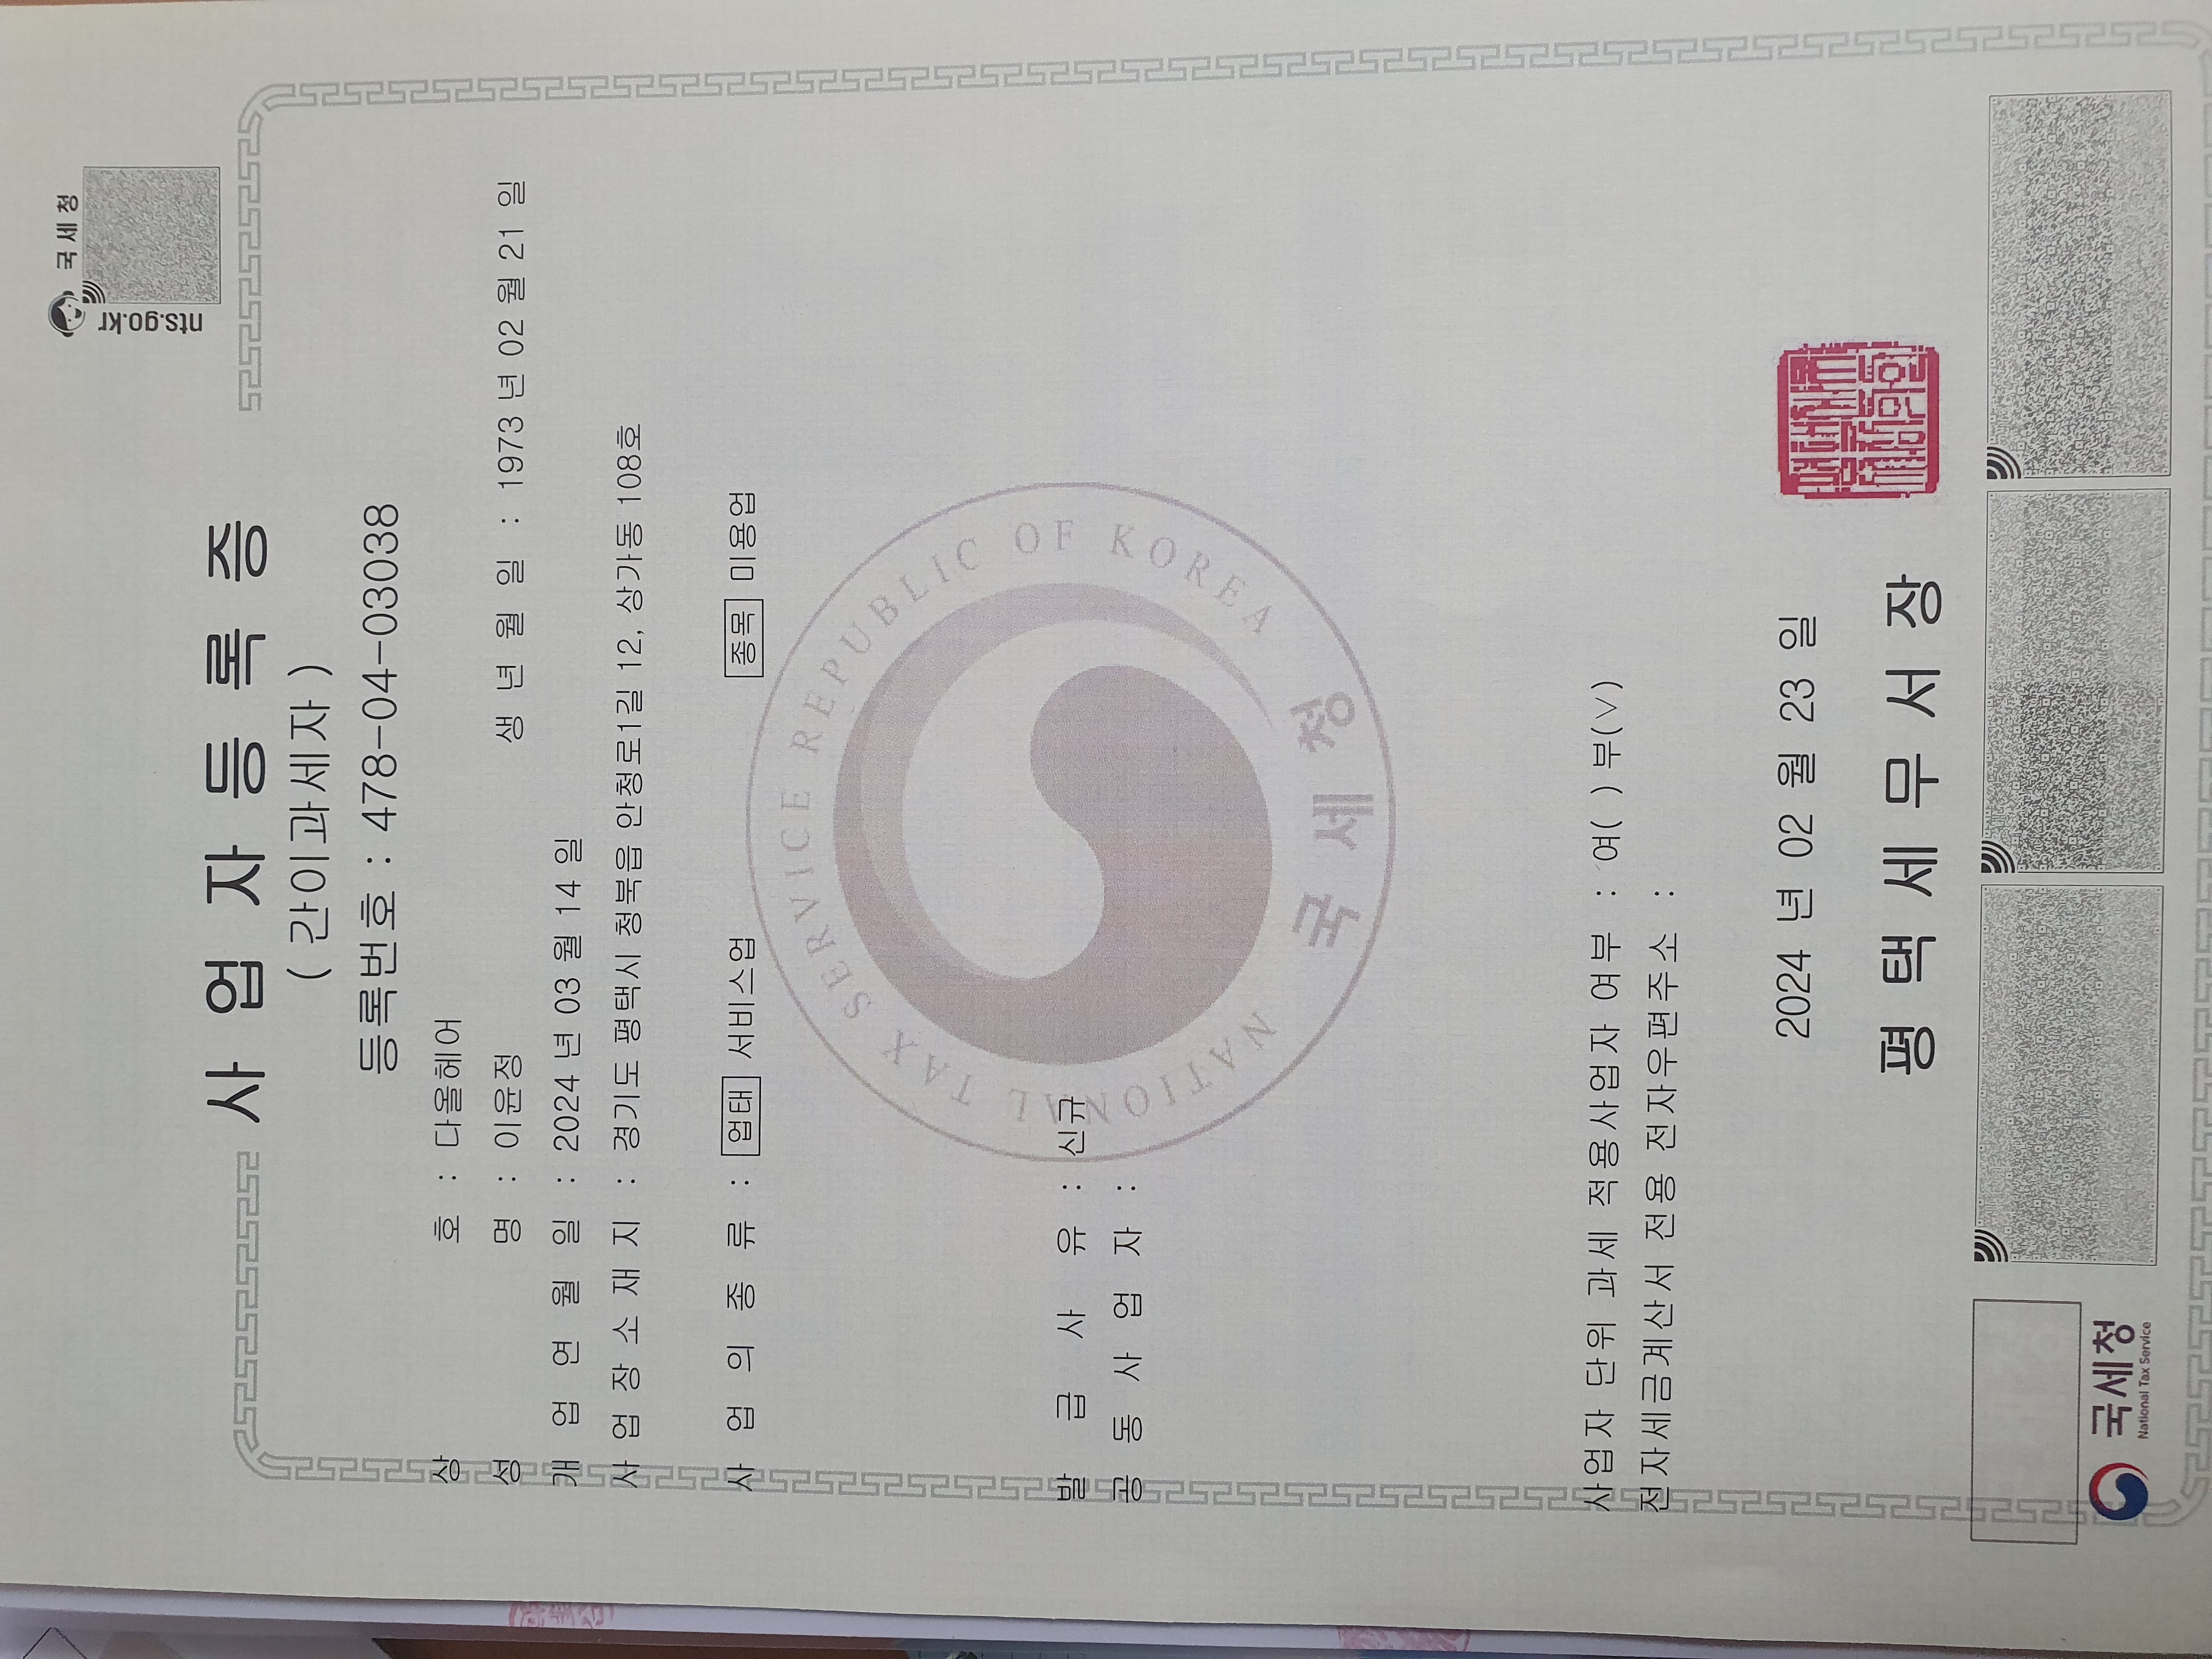 국세청
nts.go.kr
사업자등록증
( 간이과세자 )
등록번호 : 478-04-03038
상 호 : 다올헤어
성 명 : 이윤정 생 년 월 일 : 1973 년 02 월 21 일
개 업 연 월 일 : 2024 년 03 월 14 일
사 업 장 소 재 지 : 경기도 평택시 청북읍 안청로1길 12, 상가동 108호
사 업 의 종 류 : 업태 서비스업 종목 미용업
NATIONAL TAX SERVICE REPUBLIC OF KOREA
국세청
발 급 사 유 : 신규
공 동 사 업 자 :
사업자 단위 과세 적용사업자 여부 : 여( ) 부(∨)
전자세금계산서 전용 전자우편주소 :
2024 년 02 월 23 일
평 택 세 무 서 장
국세청
National Tax Service